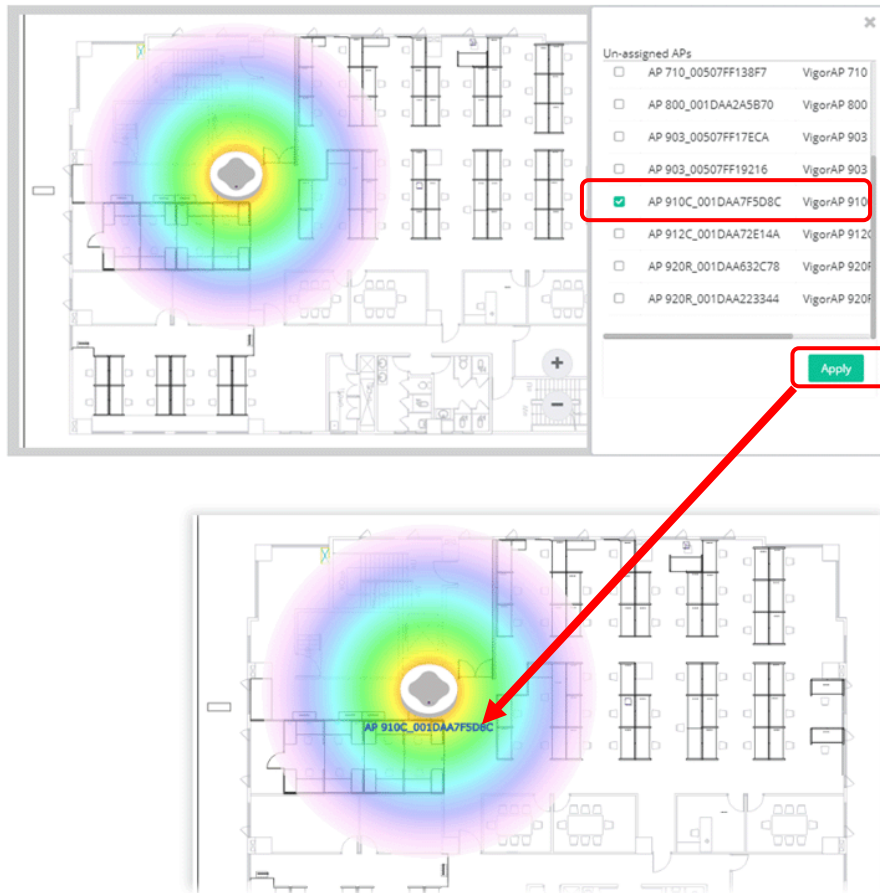 Un-assigned APs
AP 710_00507FF138F7 VigorAP 710
AP 800_001DAA2A5B70 VigorAP 800
AP 903_00507FF17ECA VigorAP 903
AP 903_00507FF19216 VigorAP 903
AP 910C_001DAA7F5D8C VigorAP 910
AP 912C_001DAA72E14A VigorAP 912C
AP 920R_001DAA632C78 VigorAP 920R
AP 920R_001DAA223344 VigorAP 920R
Apply
AP 910C_001DAA7F5D8C